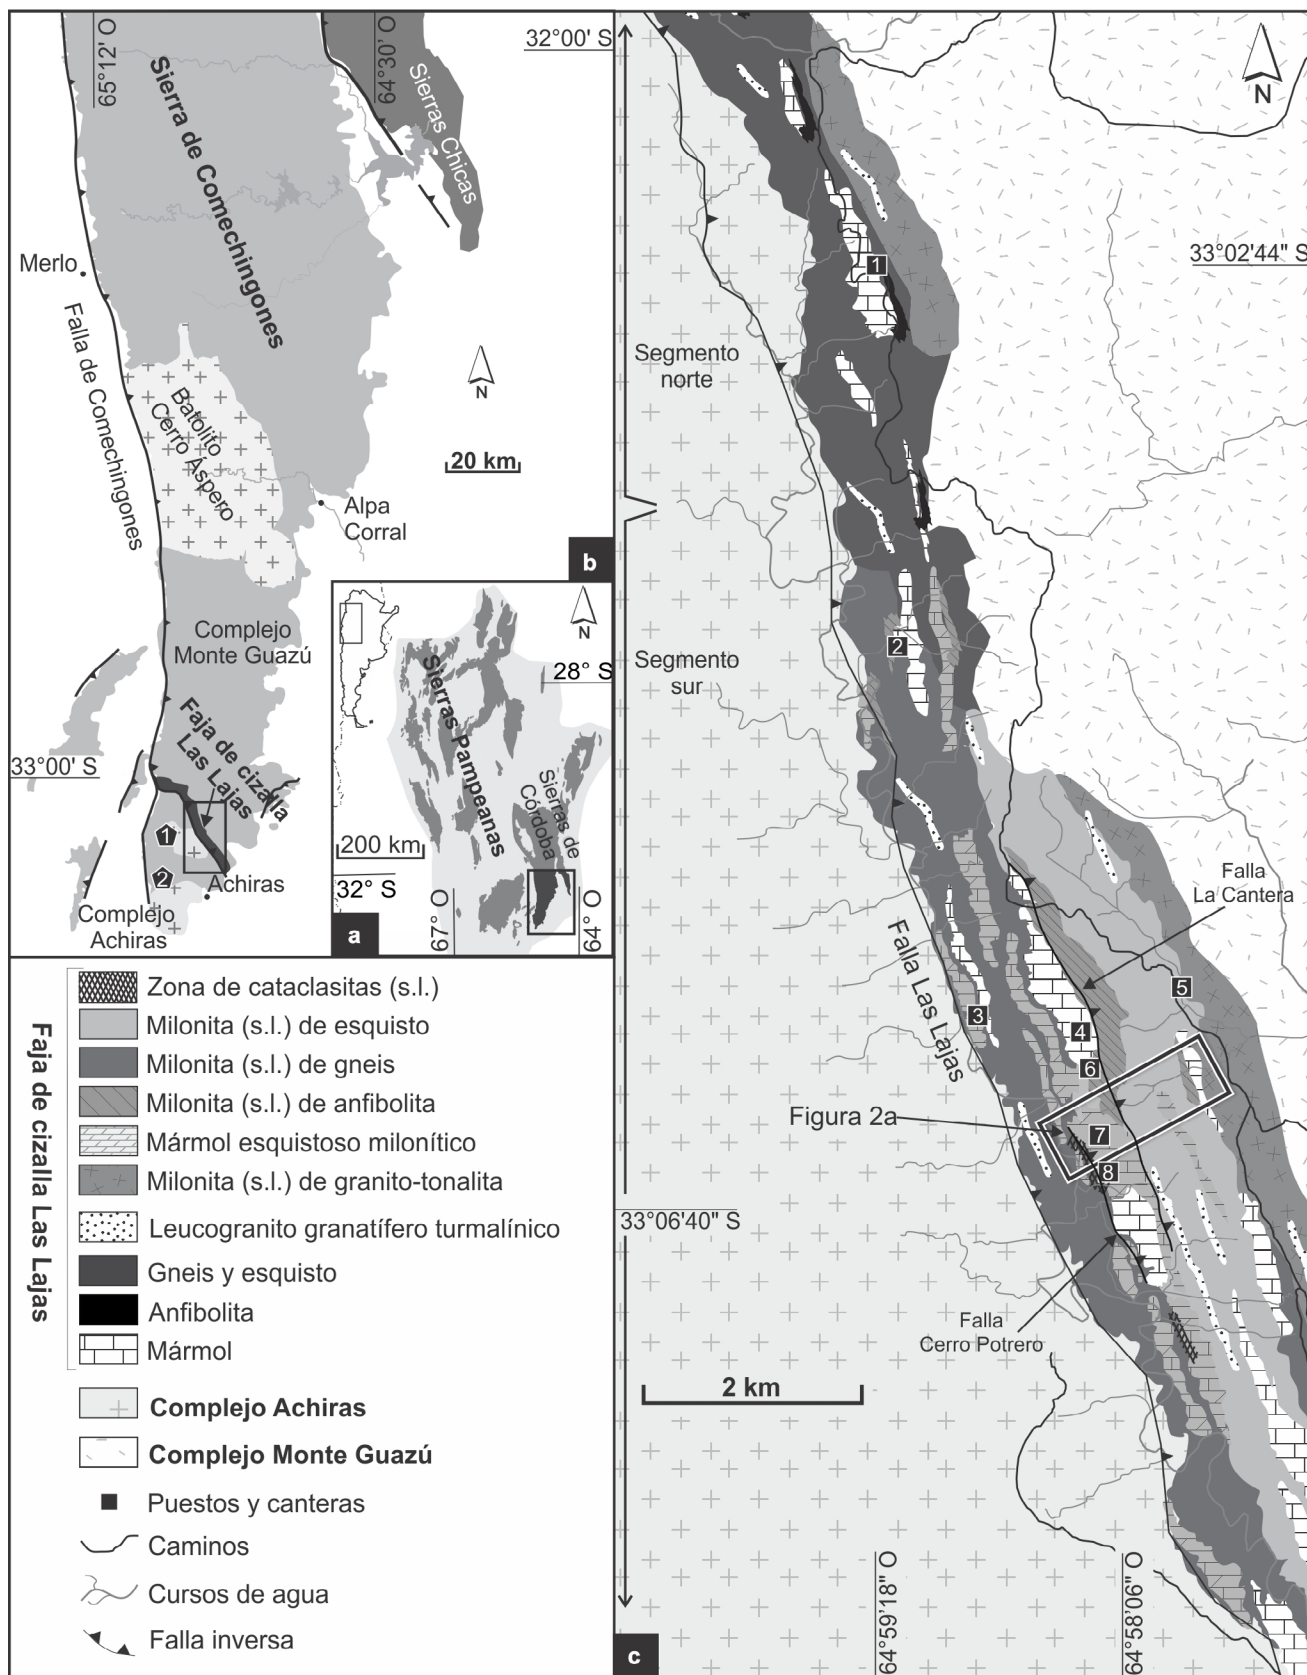 65°12' O
64°30' O
32°00' S
Sierra de Comechingones
Sierras Chicas
Merlo
Falla de Comechingones
N
Batolito
Cerro Áspero
20 km
Alpa
Corral
b
Complejo
Monte Guazú
33°00' S
Faja de cizalla
Las Lajas
1
2
Achiras
Complejo
Achiras
N
28° S
Sierras Pampeanas
Sierras de
Córdoba
200 km
32° S
67° O
64° O
a
Faja de cizalla Las Lajas
Zona de cataclasitas (s.l.)
Milonita (s.l.) de esquisto
Milonita (s.l.) de gneis
Milonita (s.l.) de anfibolita
Mármol esquistoso milonítico
Milonita (s.l.) de granito-tonalita
Leucogranito granatífero turmalínico
Gneis y esquisto
Anfibolita
Mármol
Complejo Achiras
Complejo Monte Guazú
Puestos y canteras
Caminos
Cursos de agua
Falla inversa
N
33°02'44" S
1
Segmento
norte
2
Segmento
sur
Falla
La Cantera
Falla Las Lajas
3
4
5
6
Figura 2a
7
8
33°06'40" S
Falla
Cerro Potrero
2 km
64°59'18" O
64°58'06" O
c